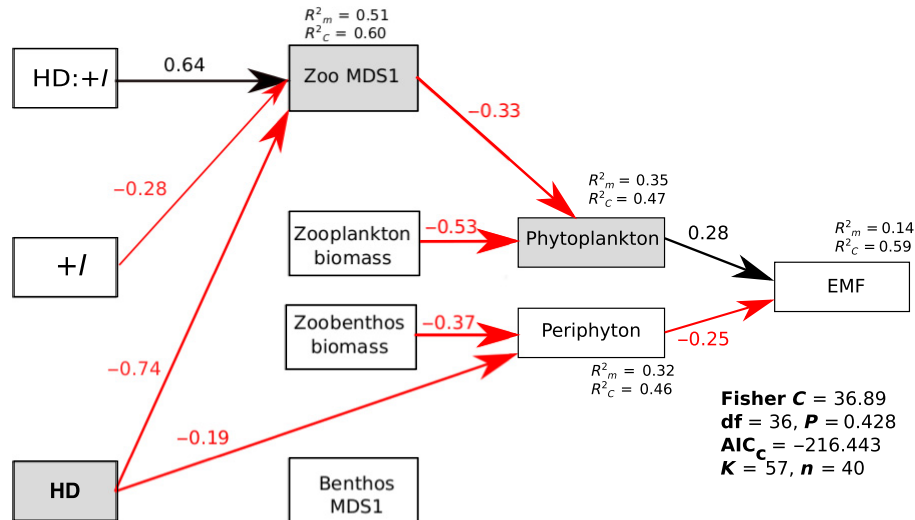 R²m = 0.51
R²C = 0.60
HD:+I
0.64
Zoo MDS1
−0.33
−0.28
R²m = 0.35
R²C = 0.47
Zooplankton
biomass
−0.53
Phytoplankton
0.28
R²m = 0.14
R²C = 0.59
+I
EMF
Zoobenthos
biomass
−0.37
Periphyton
−0.25
−0.74
R²m = 0.32
R²C = 0.46
−0.19
Fisher C = 36.89
df = 36, P = 0.428
AICc = −216.443
K = 57, n = 40
HD
Benthos
MDS1